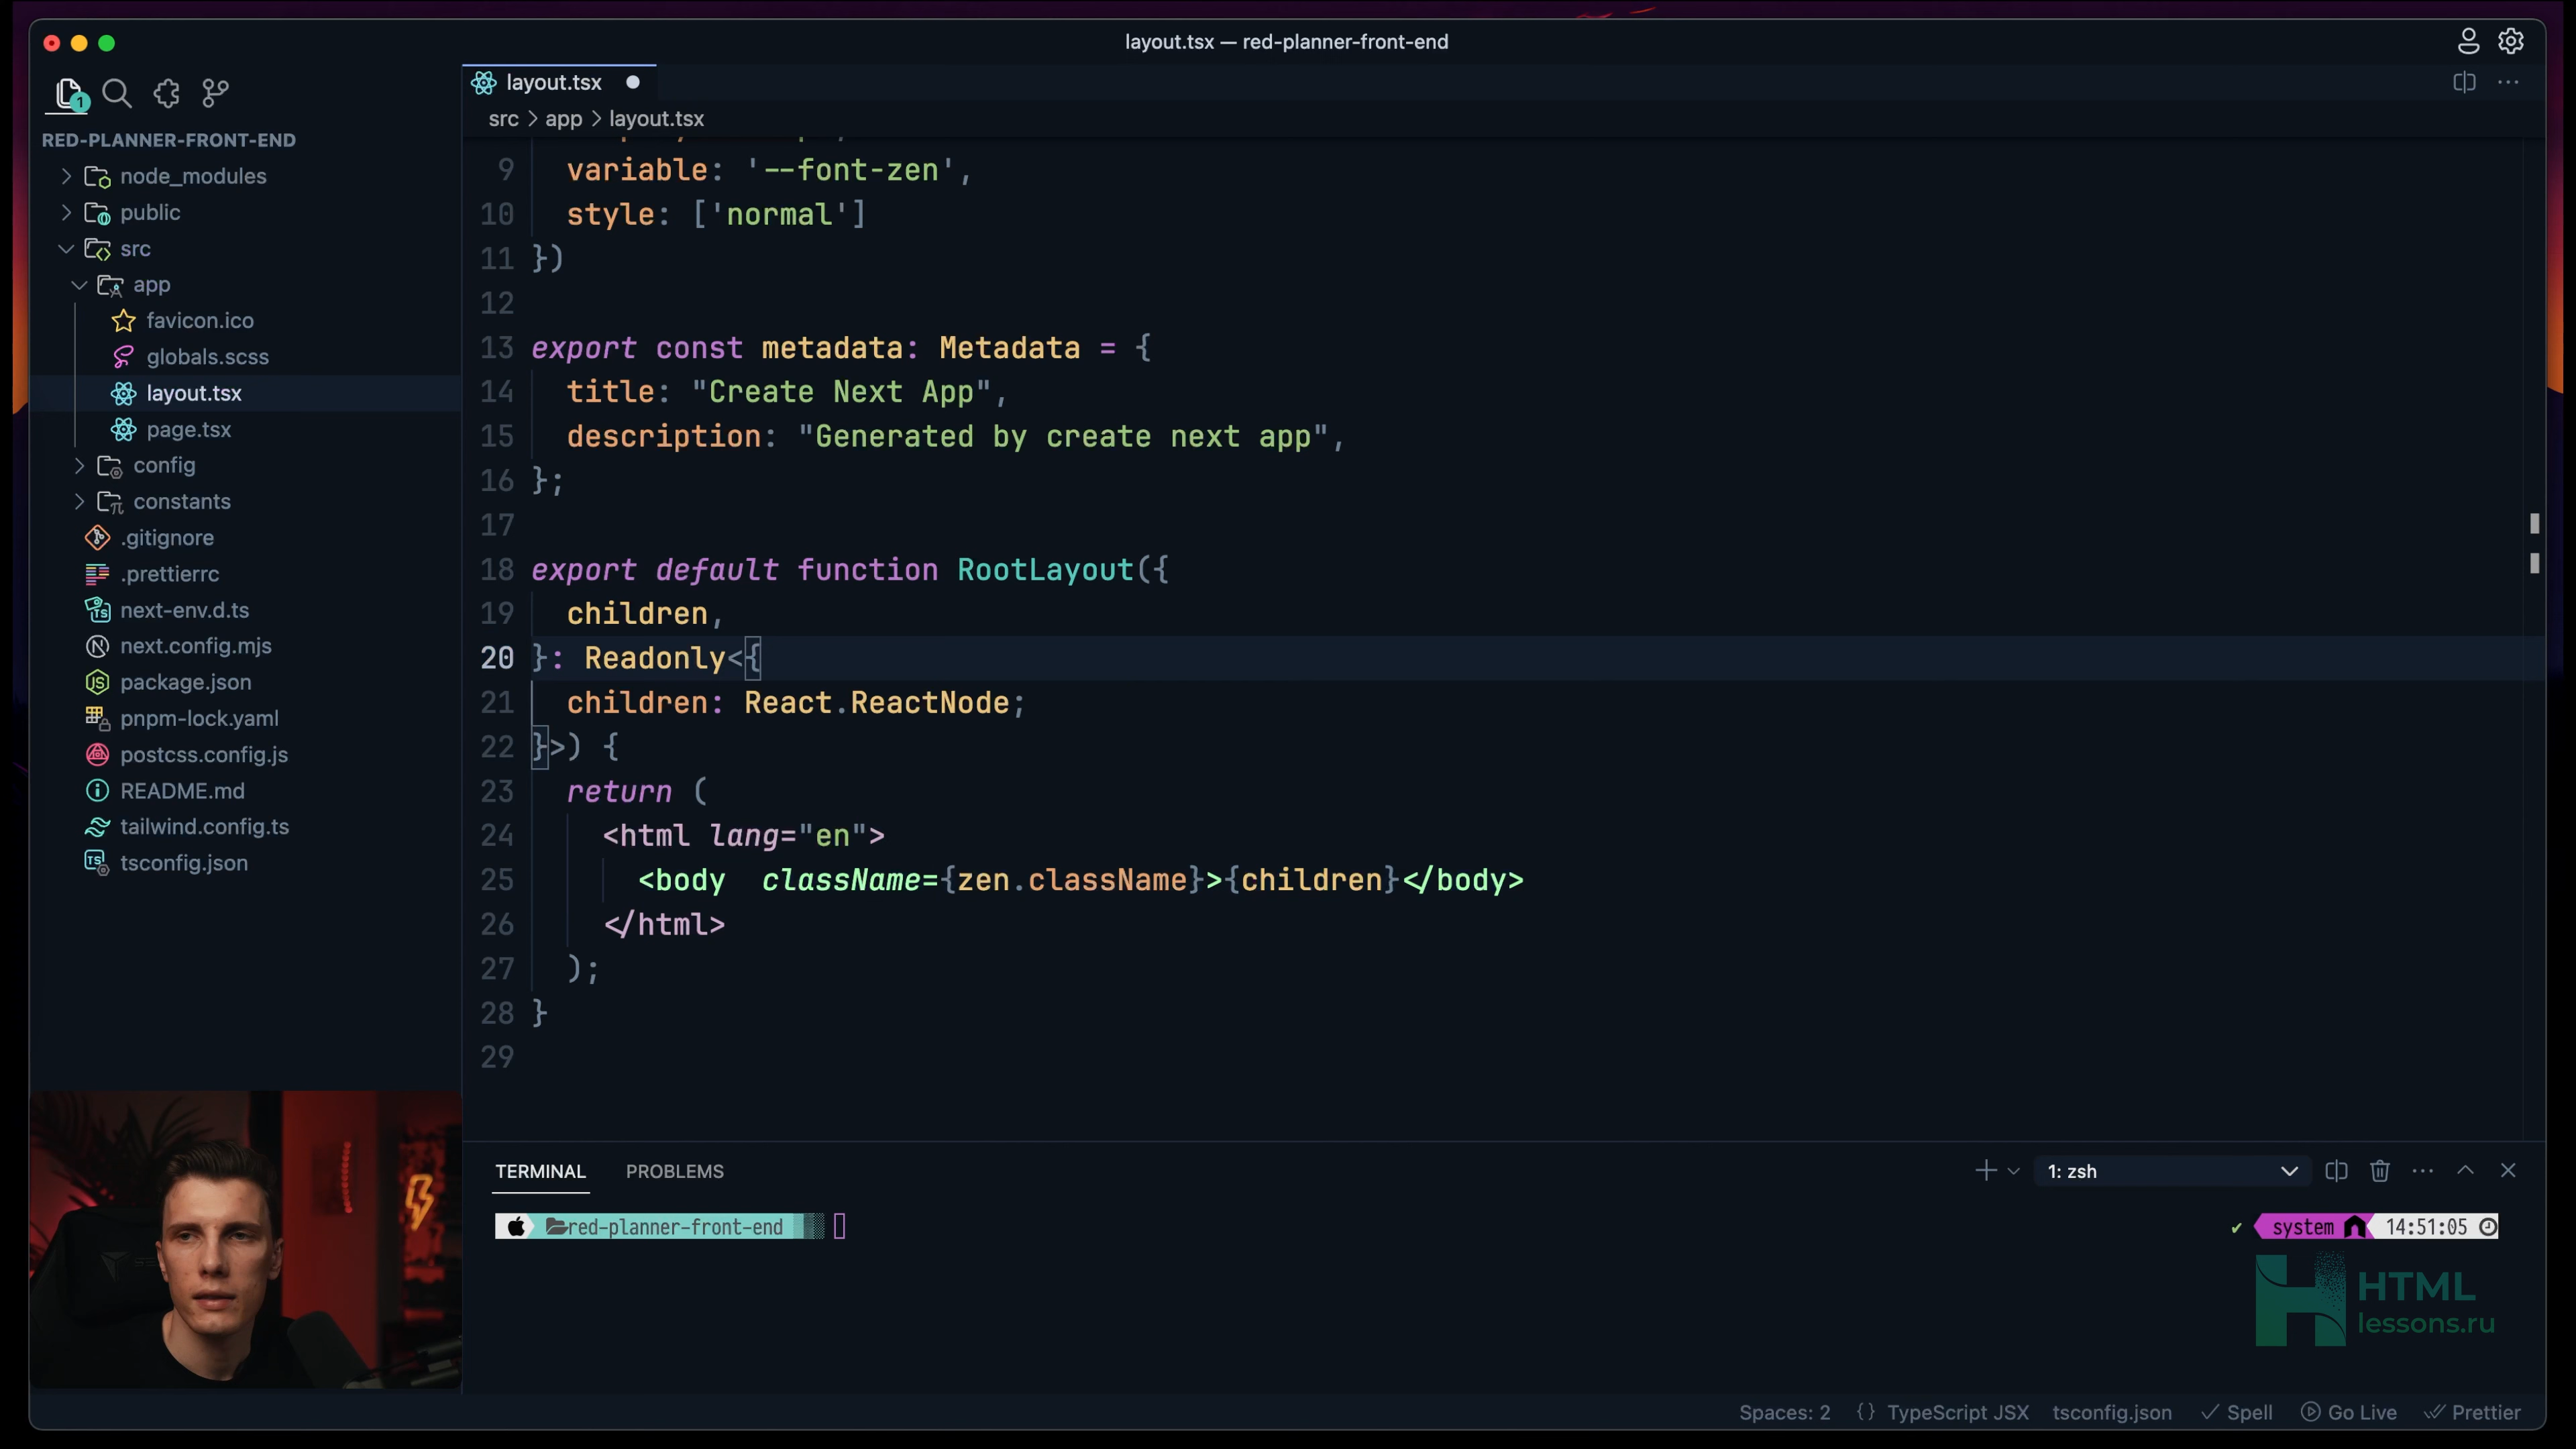 layout.tsx — red-planner-front-end
1
layout.tsx
src > app > layout.tsx
RED-PLANNER-FRONT-END
node_modules
public
src
app
favicon.ico
globals.scss
layout.tsx
page.tsx
config
constants
.gitignore
.prettierrc
next-env.d.ts
next.config.mjs
package.json
pnpm-lock.yaml
postcss.config.js
README.md
tailwind.config.ts
tsconfig.json
9 variable: '--font-zen',
10 style: ['normal']
11 })
12
13 export const metadata: Metadata = {
14 title: "Create Next App",
15 description: "Generated by create next app",
16 };
17
18 export default function RootLayout({
19 children,
20 }: Readonly<{
21 children: React.ReactNode;
22 }>) {
23 return (
24 <html lang="en">
25 <body  className={zen.className}>{children}</body>
26 </html>
27 );
28 }
29
TERMINAL PROBLEMS 1: zsh
red-planner-front-end system 14:51:05
HTML
lessons.ru
Spaces: 2 {} TypeScript JSX tsconfig.json Spell Go Live Prettier